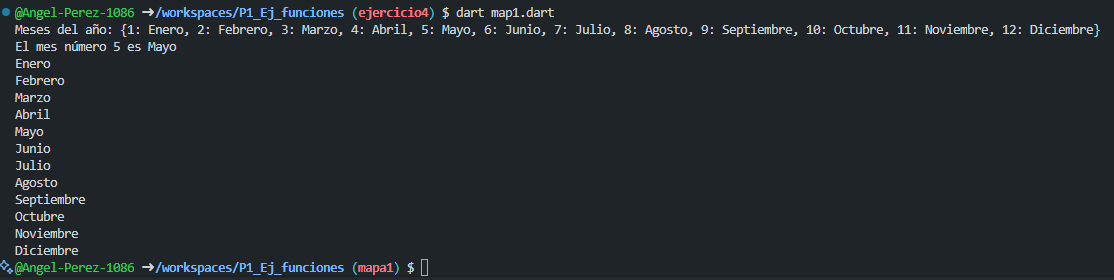 @Angel-Perez-1086 ➜/workspaces/P1_Ej_funciones (ejercicio4) $ dart map1.dart
Meses del año: {1: Enero, 2: Febrero, 3: Marzo, 4: Abril, 5: Mayo, 6: Junio, 7: Julio, 8: Agosto, 9: Septiembre, 10: Octubre, 11: Noviembre, 12: Diciembre}
El mes número 5 es Mayo
Enero
Febrero
Marzo
Abril
Mayo
Junio
Julio
Agosto
Septiembre
Octubre
Noviembre
Diciembre
@Angel-Perez-1086 ➜/workspaces/P1_Ej_funciones (mapa1) $